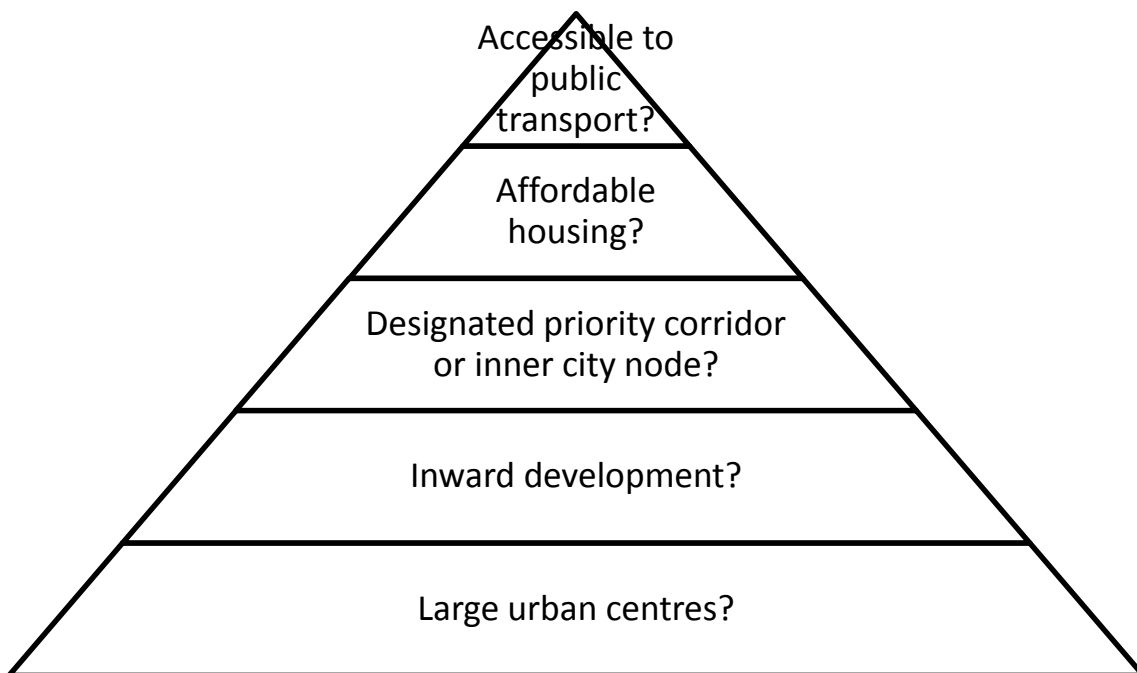 Accessible to
public
transport?
Affordable
housing?
Designated priority corridor
or inner city node?
Inward development?
Large urban centres?